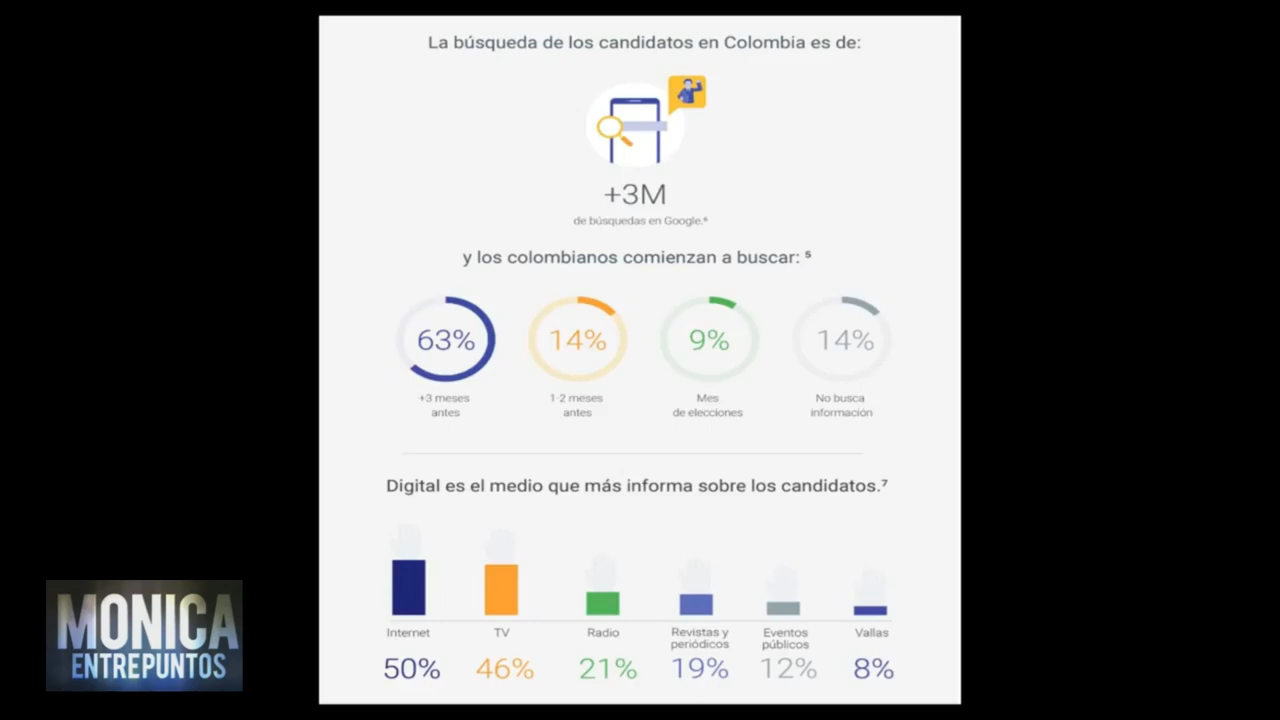 La búsqueda de los candidatos en Colombia es de:
+3M
de búsquedas en Google.⁶
y los colombianos comienzan a buscar: ⁵
63%
14%
9%
14%
+3 meses
antes
1-2 meses
antes
Mes
de elecciones
No busca
información
Digital es el medio que más informa sobre los candidatos.⁷
Internet
TV
Radio
Revistas y
periódicos
Eventos
públicos
Vallas
50%
46%
21%
19%
12%
8%
MONICA
ENTREPUNTOS